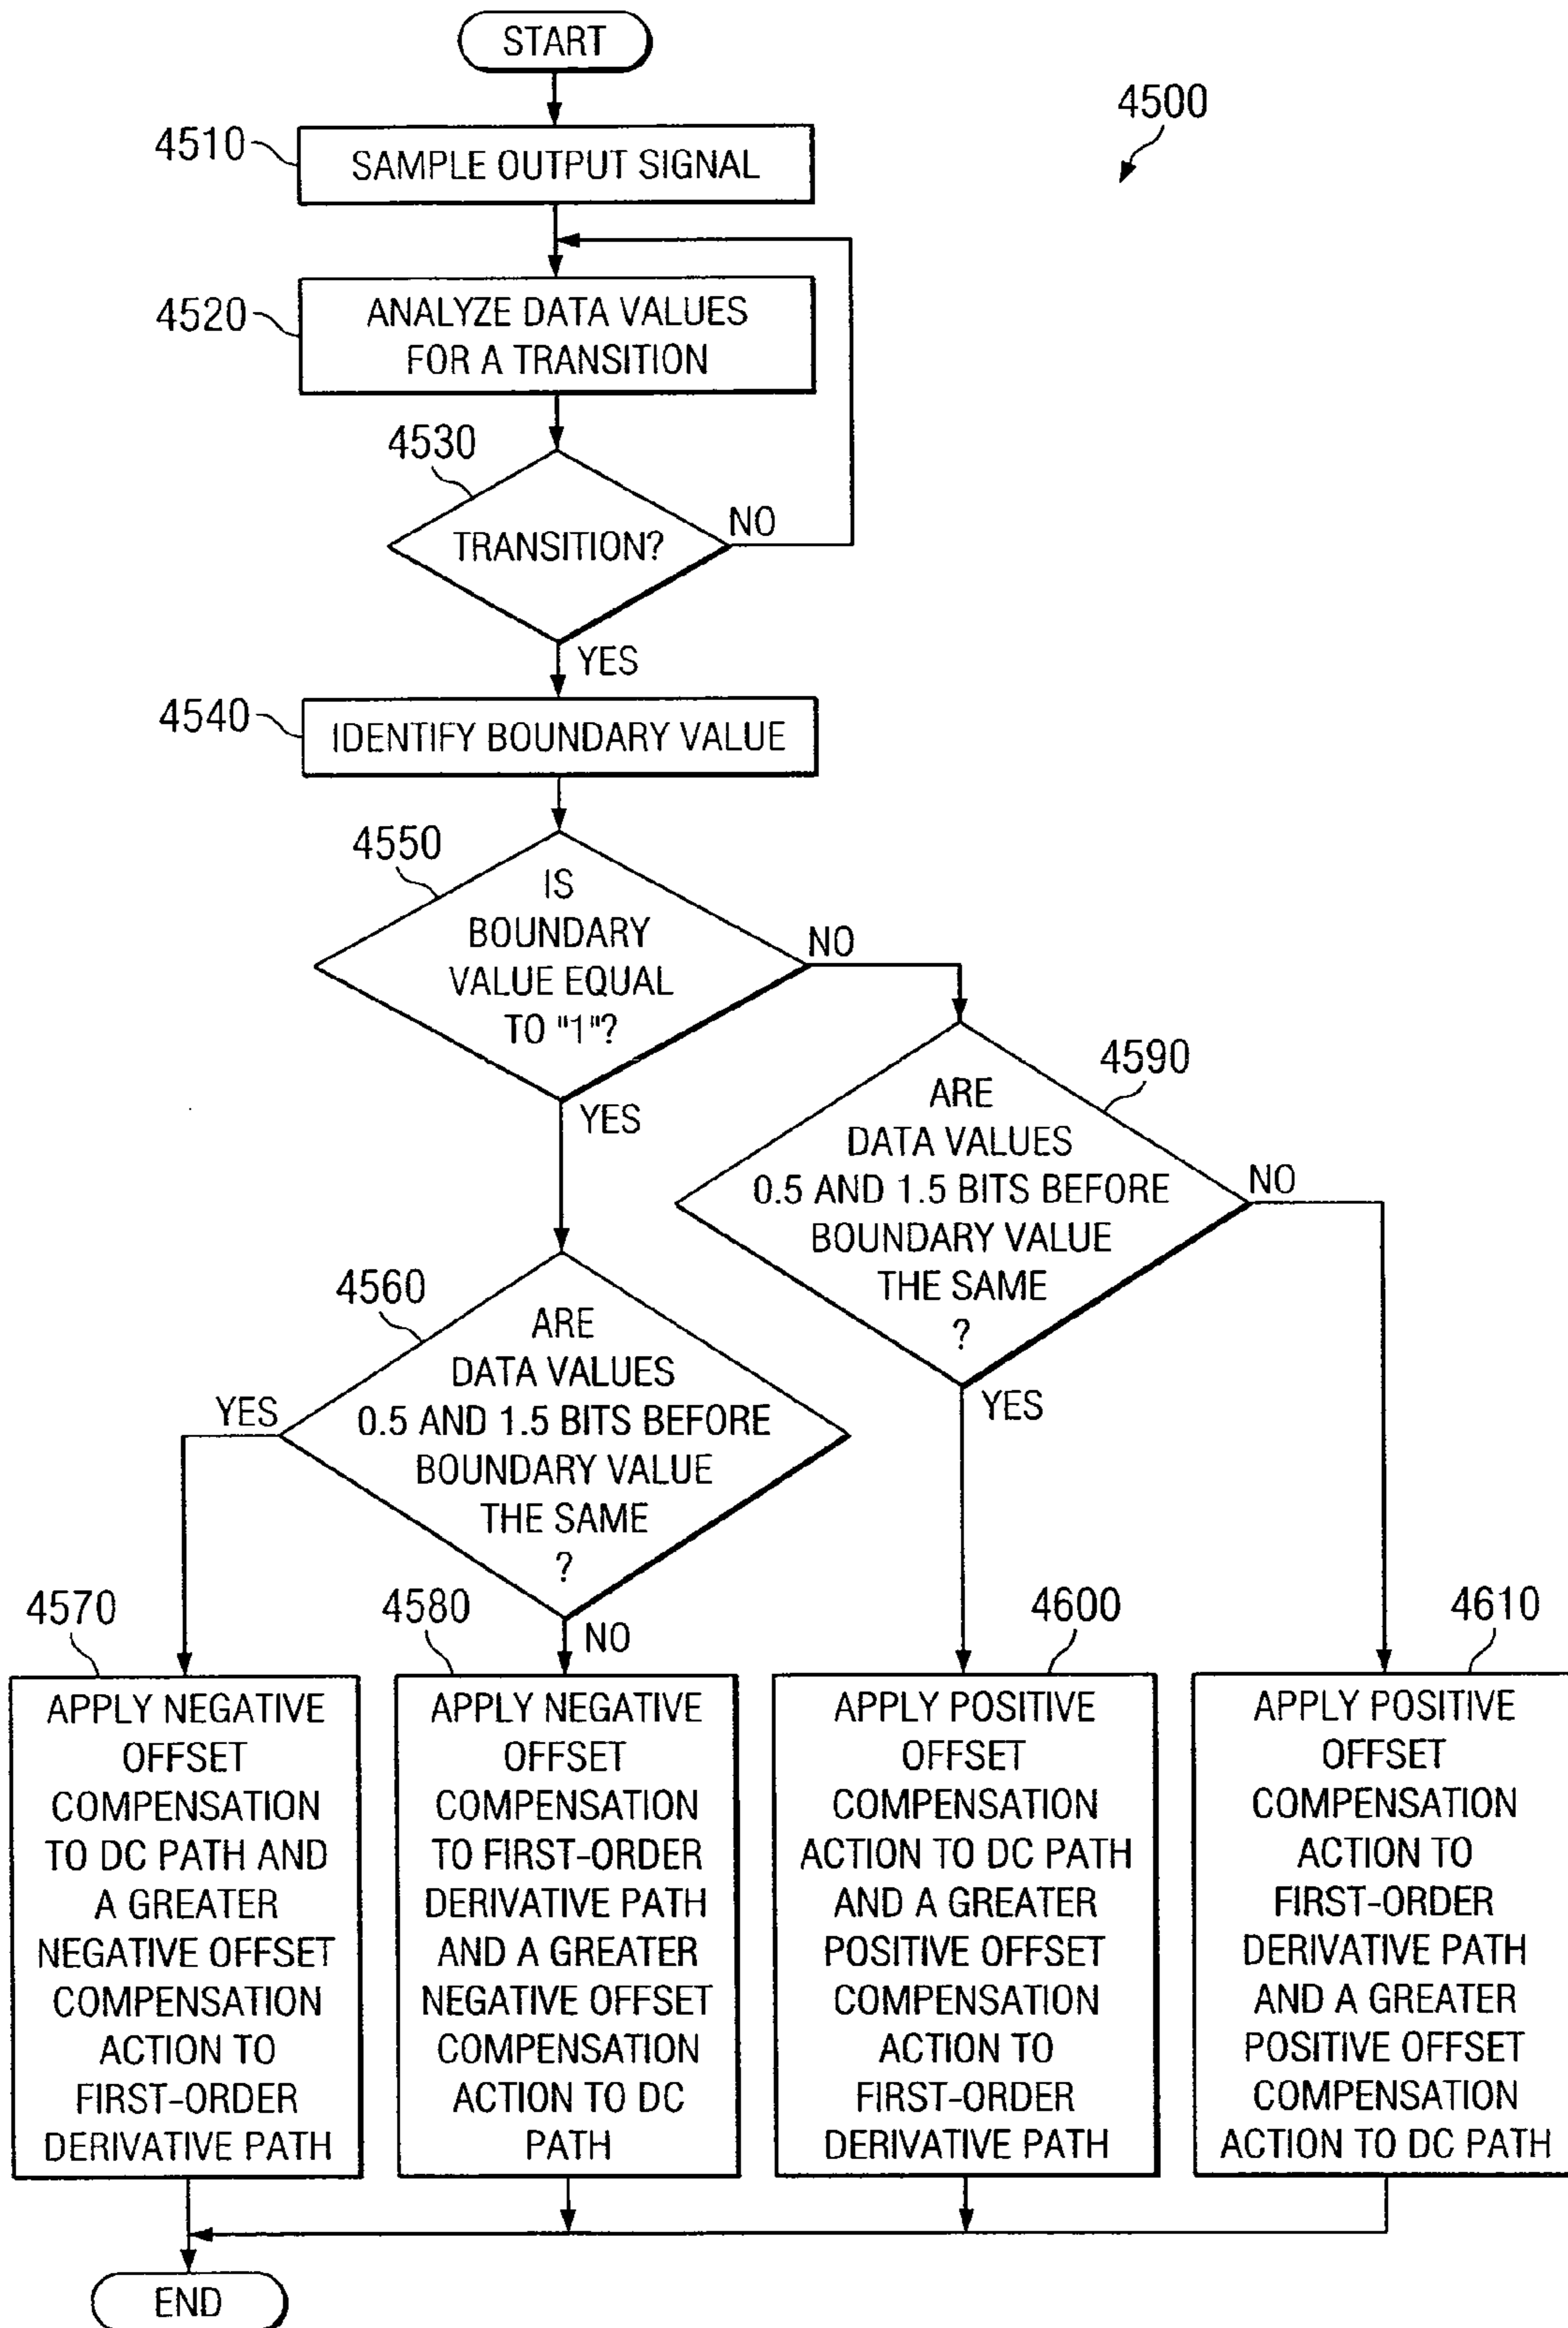 START
4500
4510
SAMPLE OUTPUT SIGNAL
4520
ANALYZE DATA VALUES
FOR A TRANSITION
4530
TRANSITION?
NO
YES
4540
IDENTIFY BOUNDARY VALUE
4550
IS
BOUNDARY
VALUE EQUAL
TO "1"?
NO
YES
4590
ARE
DATA VALUES
0.5 AND 1.5 BITS BEFORE
BOUNDARY VALUE
THE SAME
?
NO
YES
4560
ARE
DATA VALUES
0.5 AND 1.5 BITS BEFORE
BOUNDARY VALUE
THE SAME
?
YES
NO
4570
APPLY NEGATIVE
OFFSET
COMPENSATION
TO DC PATH AND
A GREATER
NEGATIVE OFFSET
COMPENSATION
ACTION TO
FIRST-ORDER
DERIVATIVE PATH
4580
APPLY NEGATIVE
OFFSET
COMPENSATION
TO FIRST-ORDER
DERIVATIVE PATH
AND A GREATER
NEGATIVE OFFSET
COMPENSATION
ACTION TO DC
PATH
4600
APPLY POSITIVE
OFFSET
COMPENSATION
ACTION TO DC PATH
AND A GREATER
POSITIVE OFFSET
COMPENSATION
ACTION TO
FIRST-ORDER
DERIVATIVE PATH
4610
APPLY POSITIVE
OFFSET
COMPENSATION
ACTION TO
FIRST-ORDER
DERIVATIVE PATH
AND A GREATER
POSITIVE OFFSET
COMPENSATION
ACTION TO DC PATH
END